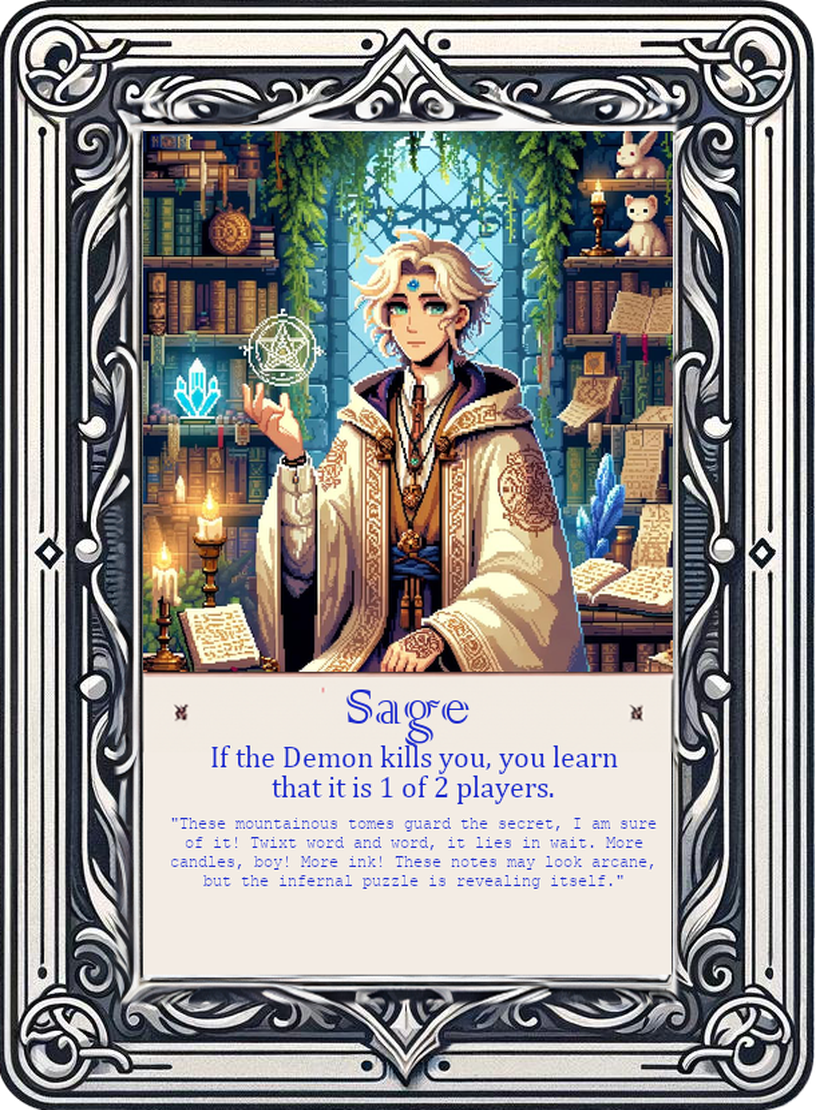 Sage
If the Demon kills you, you learn
that it is 1 of 2 players.
"These mountainous tomes guard the secret, I am sure
of it! Twixt word and word, it lies in wait. More
candles, boy! More ink! These notes may look arcane,
but the infernal puzzle is revealing itself."